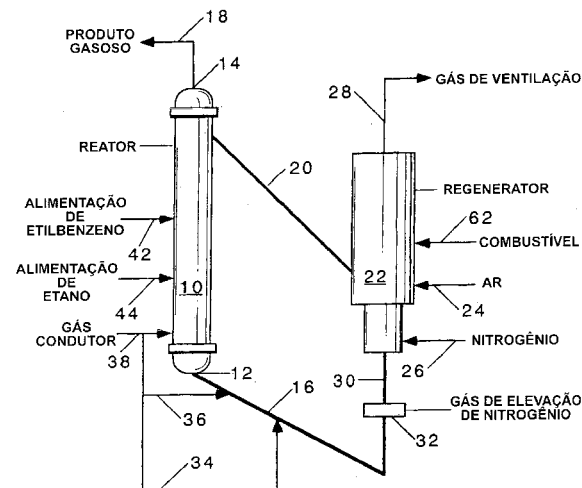 18
PRODUTO
GASOSO
14
28
GÁS DE VENTILAÇÃO
REATOR
20
REGENERATOR
ALIMENTAÇÃO
DE
ETILBENZENO
42
62
COMBUSTÍVEL
ALIMENTAÇÃO
DE
ETANO
44
10
22
AR
24
GÁS
CONDUTOR
38
NITROGÊNIO
26
12
16
30
36
GÁS DE ELEVAÇÃO
DE NITROGÊNIO
32
34